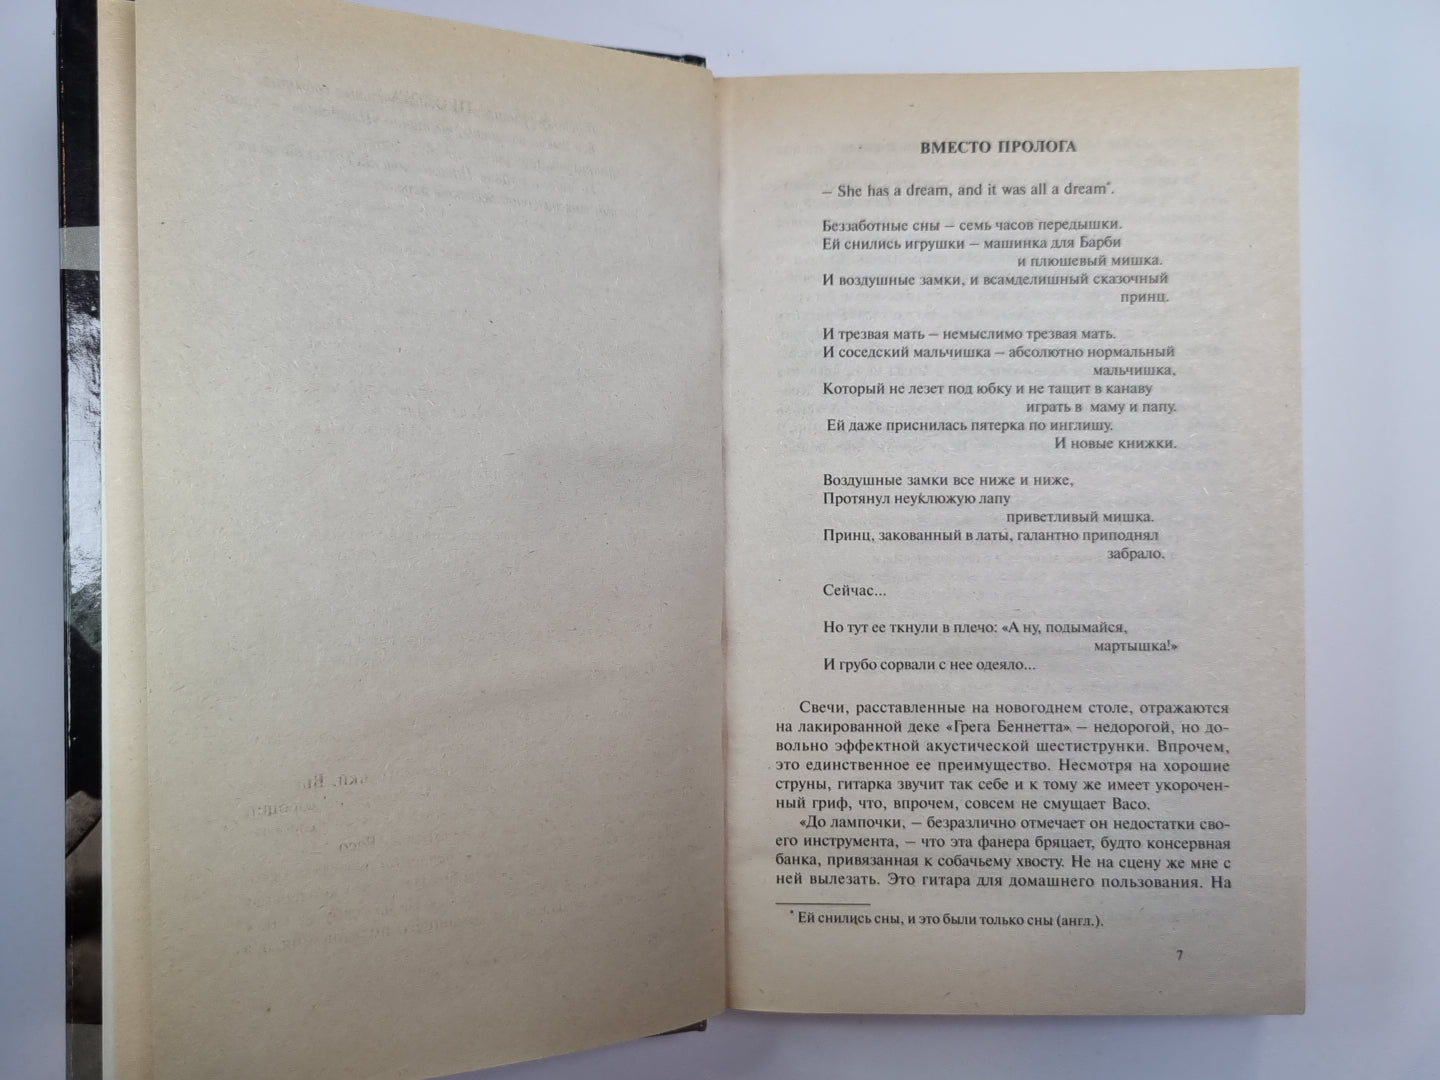 ВМЕСТО ПРОЛОГА
– She has a dream, and it was all a dream*.
Беззаботные сны – семь часов передышки.
Ей снились игрушки – машинка для Барби
и плюшевый мишка.
И воздушные замки, и всамделишный сказочный
принц.
И трезвая мать – немыслимо трезвая мать.
И соседский мальчишка – абсолютно нормальный
мальчишка,
Который не лезет под юбку и не тащит в канаву
играть в маму и папу.
Ей даже приснилась пятерка по инглишу.
И новые книжки.
Воздушные замки все ниже и ниже,
Протянул неуклюжую лапу
приветливый мишка.
Принц, закованный в латы, галантно приподнял
забрало.
Сейчас...
Но тут ее ткнули в плечо: «А ну, подымайся,
мартышка!»
И грубо сорвали с нее одеяло...
Свечи, расставленные на новогоднем столе, отражаются
на лакированной деке «Грега Беннетта» – недорогой, но до-
вольно эффектной акустической шестиструнки. Впрочем,
это единственное ее преимущество. Несмотря на хорошие
струны, гитарка звучит так себе и к тому же имеет укорочен-
ный гриф, что, впрочем, совсем не смущает Васо.
«До лампочки, – безразлично отмечает он недостатки сво-
его инструмента, – что эта фанера бряцает, будто консервная
банка, привязанная к собачьему хвосту. Не на сцену же мне с
ней вылезать. Это гитара для домашнего пользования. На
* Ей снились сны, и это были только сны (англ.).
7